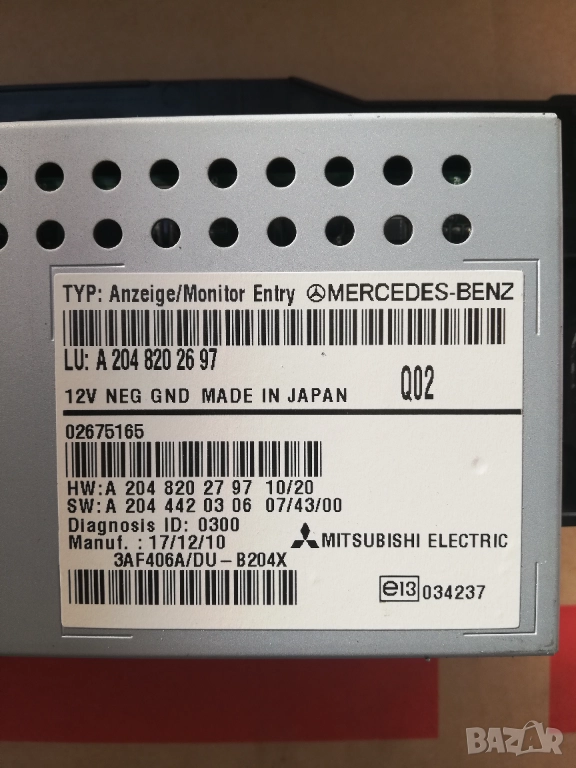 TYP: Anzeige/Monitor Entry MERCEDES-BENZ
LU: A 204 820 26 97
12V NEG GND MADE IN JAPAN Q02
02675165
HW:A 204 820 27 97 10/20
SW:A 204 442 03 06 07/43/00
Diagnosis ID: 0300
Manuf. : 17/12/10 MITSUBISHI ELECTRIC
3AF406A/DU-B204X
e13 034237
BAZAR